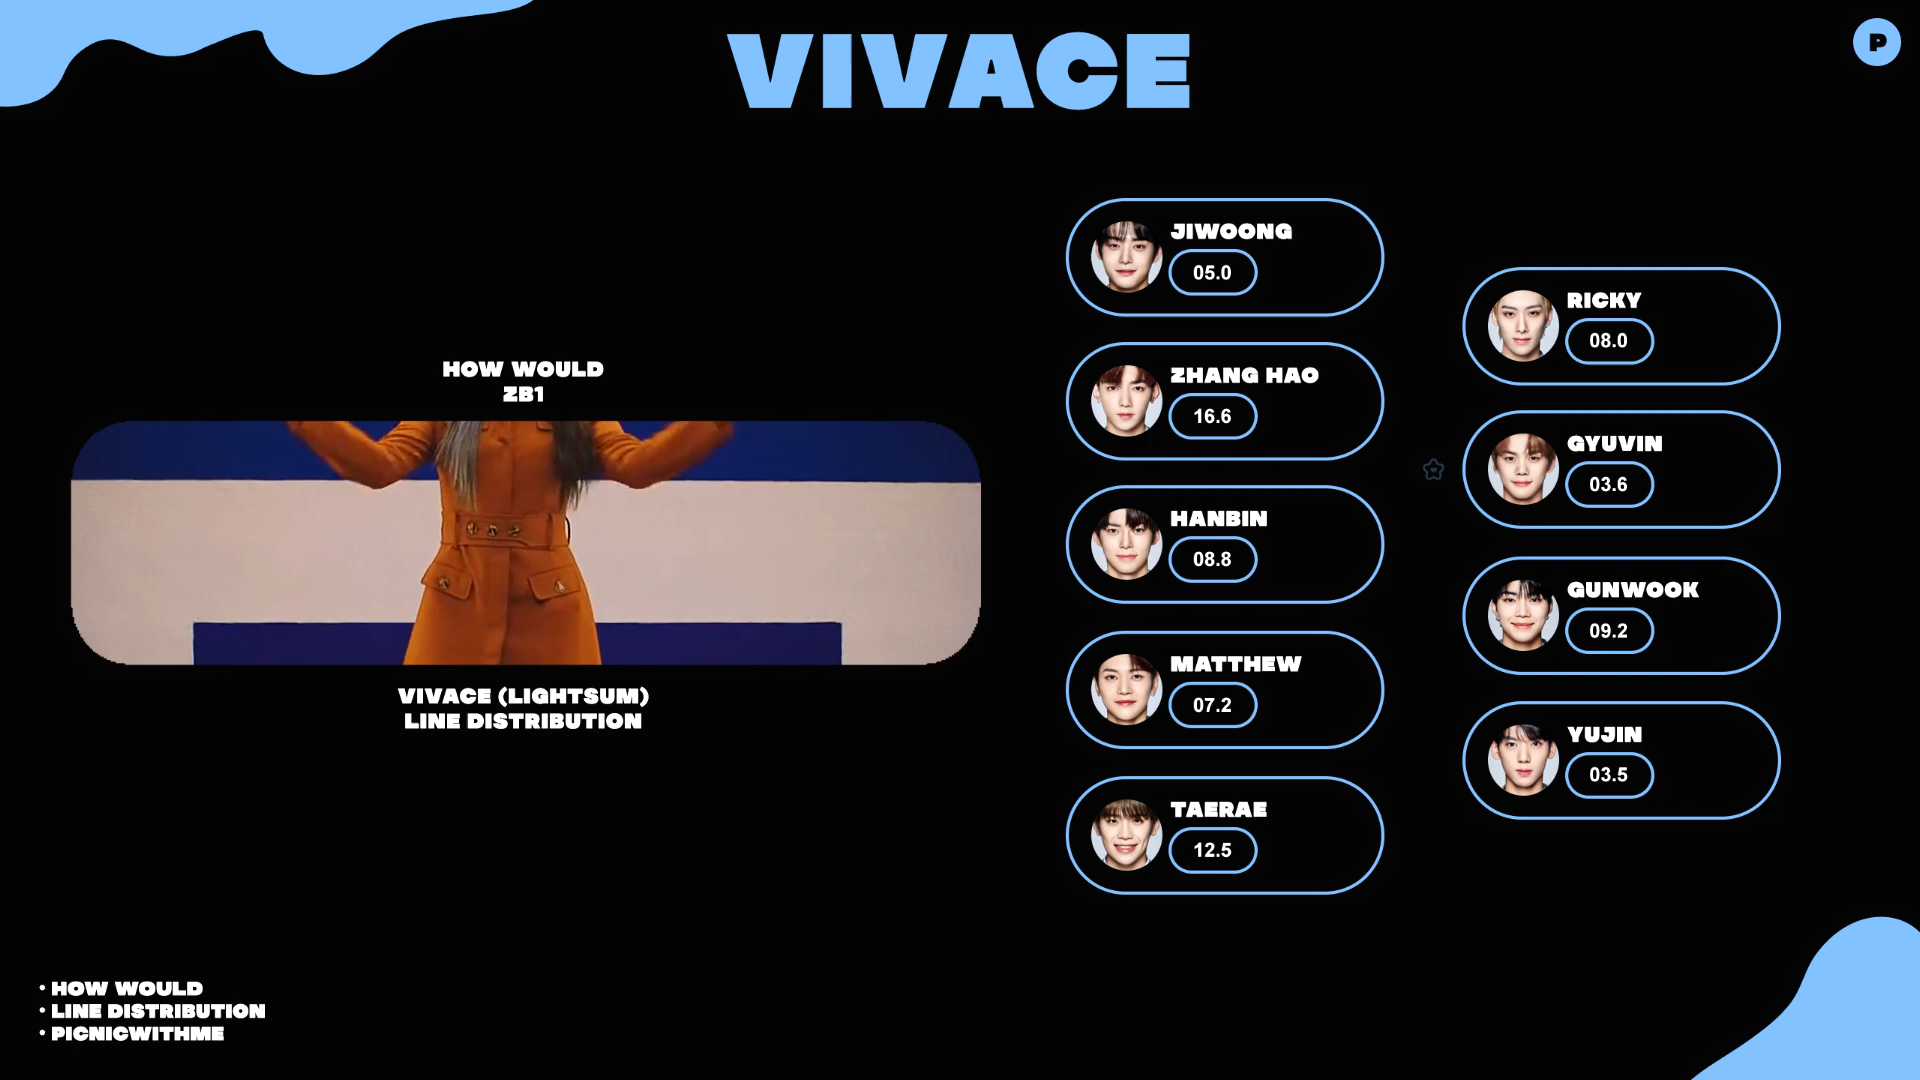 VIVACE
P
HOW WOULD
ZB1
VIVACE (LIGHTSUM)
LINE DISTRIBUTION
JIWOONG
05.0
ZHANG HAO
16.6
HANBIN
08.8
MATTHEW
07.2
TAERAE
12.5
RICKY
08.0
GYUVIN
03.6
GUNWOOK
09.2
YUJIN
03.5
• HOW WOULD
• LINE DISTRIBUTION
• PICNICWITHME